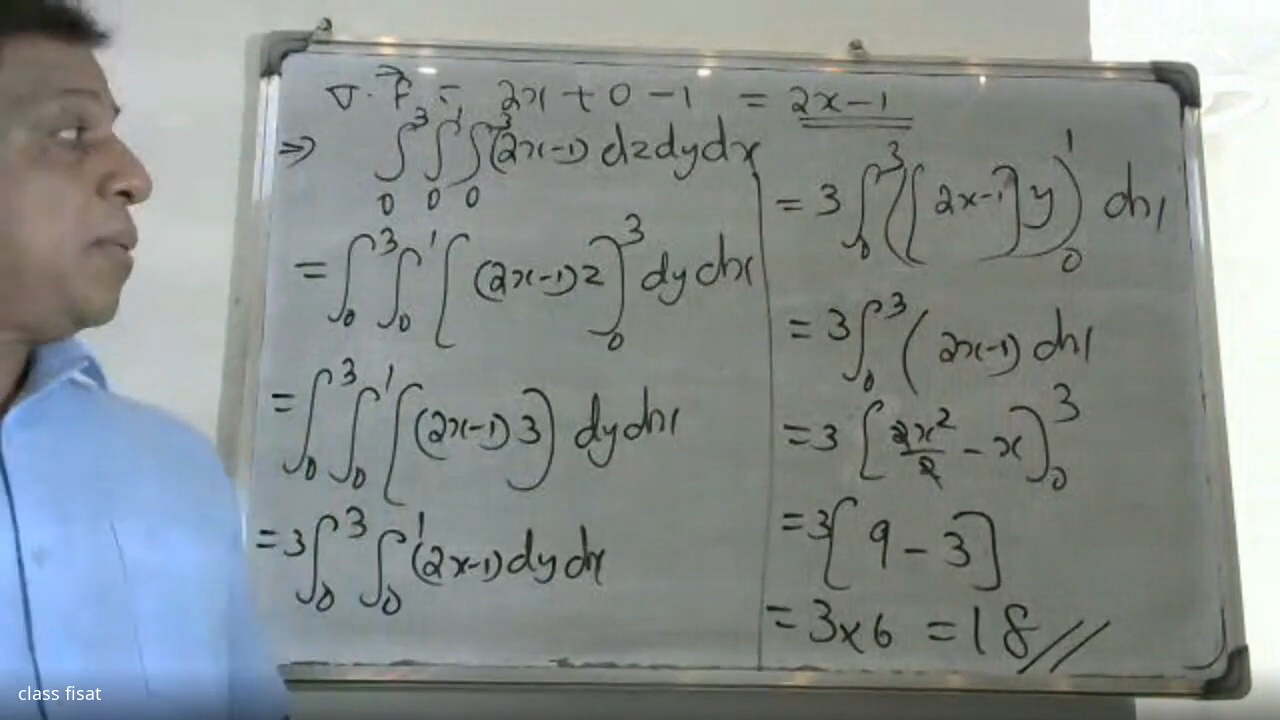 ∇·F⃗ = 2x + 0 − 1 = 2x−1
⇒ ∫₀³ ∫₀¹ ∫₀³ (2x−1) dz dy dx
= ∫₀³ ∫₀¹ [ (2x−1) z ]₀³ dy dx
= ∫₀³ ∫₀¹ [ (2x−1) 3 ) dy dx
= 3 ∫₀³ ∫₀¹ (2x−1) dy dx
= 3 ∫₀³ ( [2x−1] y )₀¹ dx
= 3 ∫₀³ ( 2x−1) dx
= 3 [ 2x²/2 − x ]₀³
= 3 [ 9 − 3 ]
= 3×6 = 18 //
class fisat